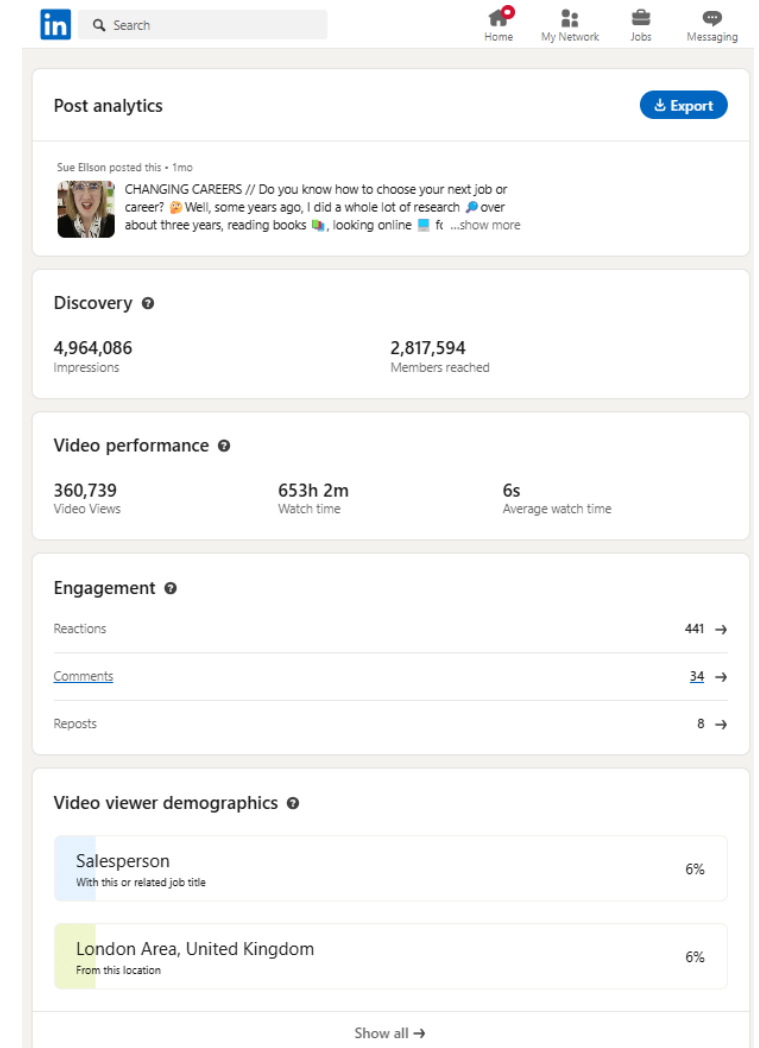 in
Search
Home
My Network
Jobs
Messaging
Post analytics
Export
Sue Ellson posted this • 1mo
CHANGING CAREERS // Do you know how to choose your next job or
career? 🤔 Well, some years ago, I did a whole lot of research 🔎 over
about three years, reading books 📚, looking online 💻 fo ...show more
Discovery
4,964,086
Impressions
2,817,594
Members reached
Video performance
360,739
Video Views
653h 2m
Watch time
6s
Average watch time
Engagement
Reactions
441 →
Comments
34 →
Reposts
8 →
Video viewer demographics
Salesperson
With this or related job title
6%
London Area, United Kingdom
From this location
6%
Show all →